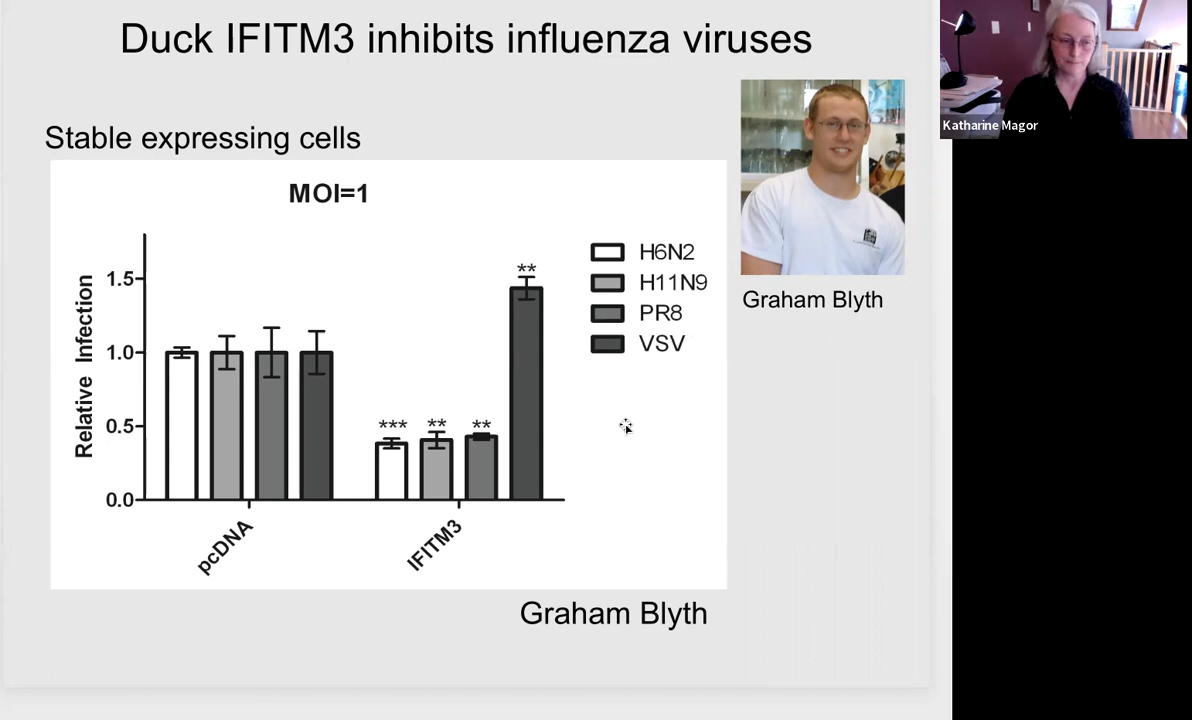 Duck IFITM3 inhibits influenza viruses
Katharine Magor
Stable expressing cells
MOI=1
Relative Infection
1.5
1.0
0.5
0.0
**
***
**
**
H6N2
H11N9
PR8
VSV
pcDNA
IFITM3
Graham Blyth
Graham Blyth